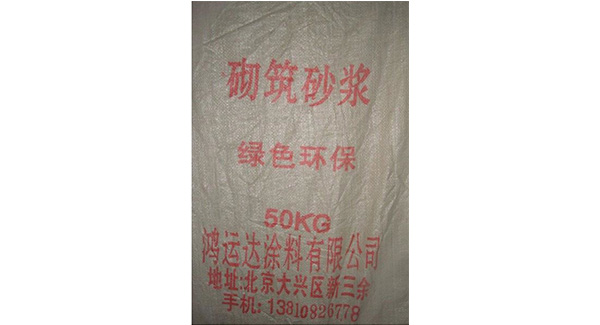 砌筑砂浆
绿色环保
50KG
鸿运达涂料有限公司
地址:北京大兴区新三余
手机:13810826778